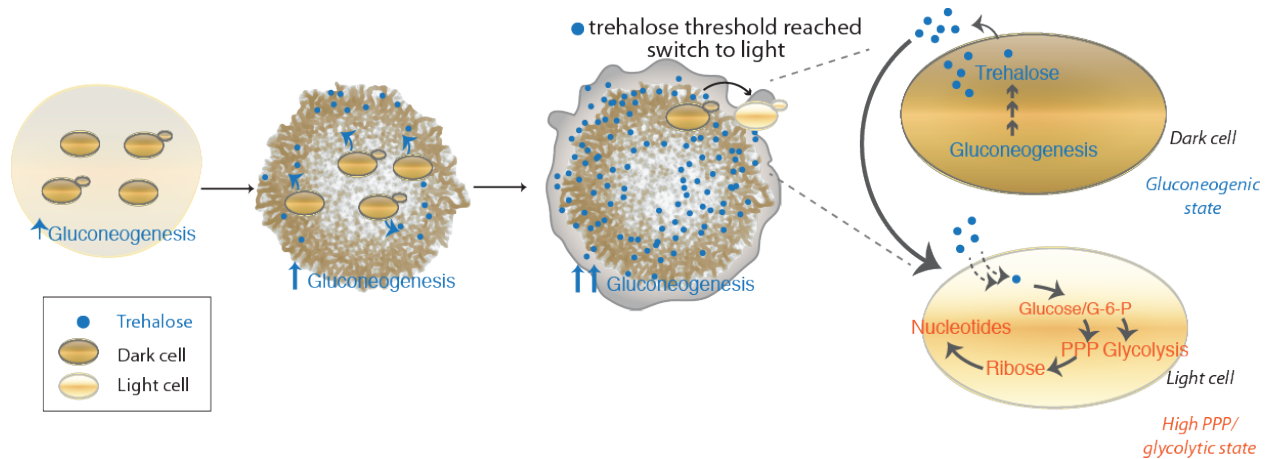 Gluconeogenesis
Gluconeogenesis
trehalose threshold reached
switch to light
Gluconeogenesis
Trehalose
Gluconeogenesis
Dark cell
Gluconeogenic
state
Trehalose
Dark cell
Light cell
Glucose/G-6-P
Nucleotides
PPP Glycolysis
Ribose
Light cell
High PPP/
glycolytic state